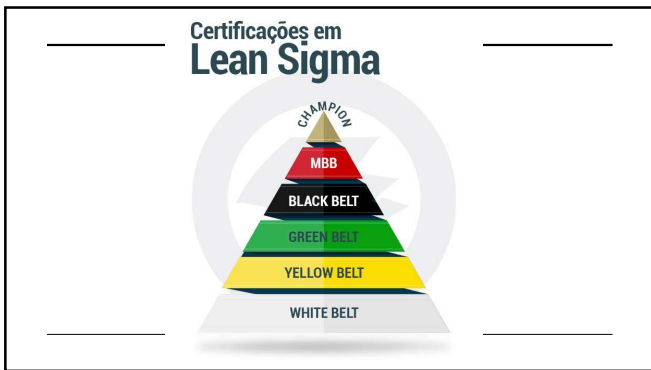 Certificações em
Lean Sigma
CHAMPION
MBB
BLACK BELT
GREEN BELT
YELLOW BELT
WHITE BELT